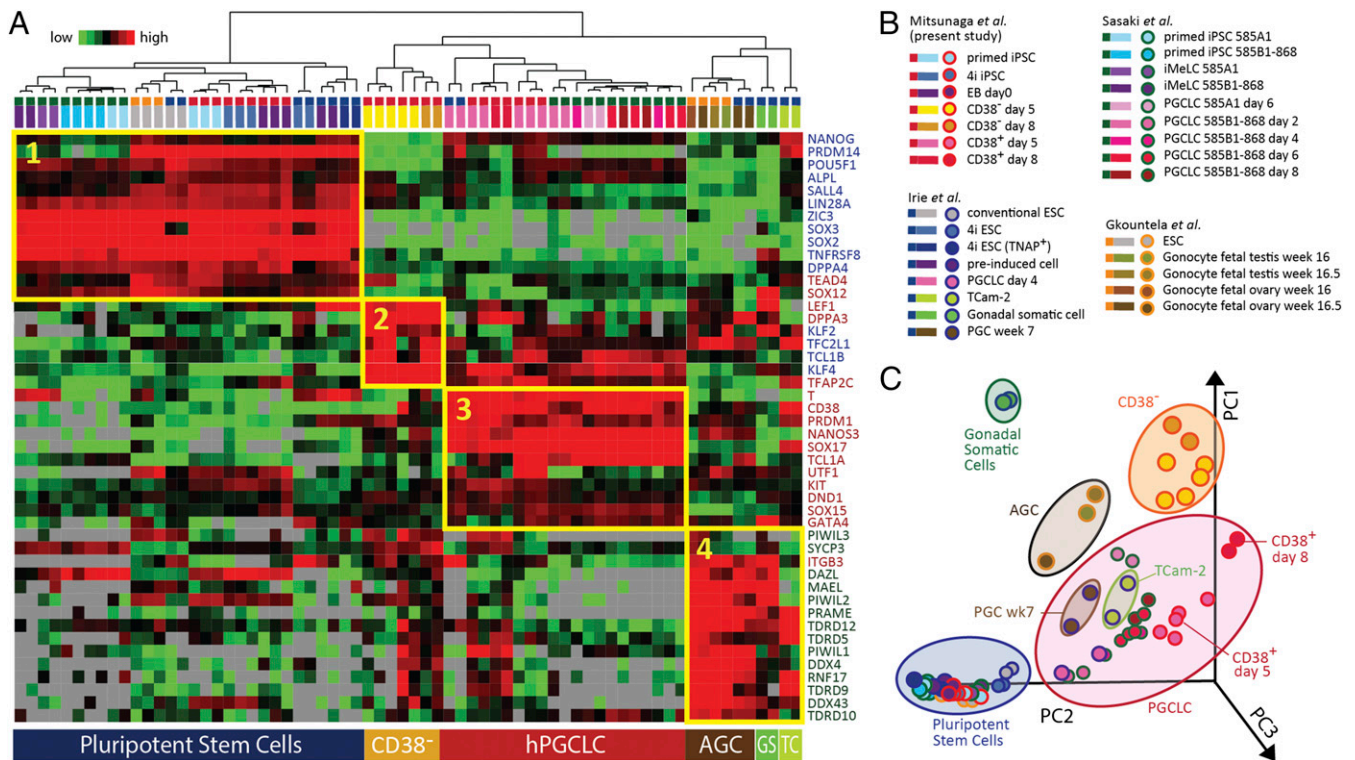 A
low
high
1
2
3
4
NANOG
PRDM14
POU5F1
ALPL
SALL4
LIN28A
ZIC3
SOX3
SOX2
TNFRSF8
DPPA4
TEAD4
SOX12
LEF1
DPPA3
KLF2
TFC2L1
TCL1B
KLF4
TFAP2C
T
CD38
PRDM1
NANOS3
SOX17
TCL1A
UTF1
KIT
DND1
SOX15
GATA4
PIWIL3
SYCP3
ITGB3
DAZL
MAEL
PIWIL2
PRAME
TDRD12
TDRD5
PIWIL1
DDX4
RNF17
TDRD9
DDX43
TDRD10
Pluripotent Stem Cells
CD38⁻
hPGCLC
AGC
GS
TC
B
Mitsunaga et al.
(present study)
primed iPSC
4i iPSC
EB day0
CD38⁻ day 5
CD38⁻ day 8
CD38⁺ day 5
CD38⁺ day 8
Irie et al.
conventional ESC
4i ESC
4i ESC (TNAP⁺)
pre-induced cell
PGCLC day 4
TCam-2
Gonadal somatic cell
PGC week 7
Sasaki et al.
primed iPSC 585A1
primed iPSC 585B1-868
iMeLC 585A1
iMeLC 585B1-868
PGCLC 585A1 day 6
PGCLC 585B1-868 day 2
PGCLC 585B1-868 day 4
PGCLC 585B1-868 day 6
PGCLC 585B1-868 day 8
Gkountela et al.
ESC
Gonocyte fetal testis week 16
Gonocyte fetal testis week 16.5
Gonocyte fetal ovary week 16
Gonocyte fetal ovary week 16.5
C
PC1
CD38⁻
Gonadal
Somatic
Cells
AGC
CD38⁺
day 8
TCam-2
PGC wk7
CD38⁺
day 5
PGCLC
PC2
PC3
Pluripotent
Stem Cells